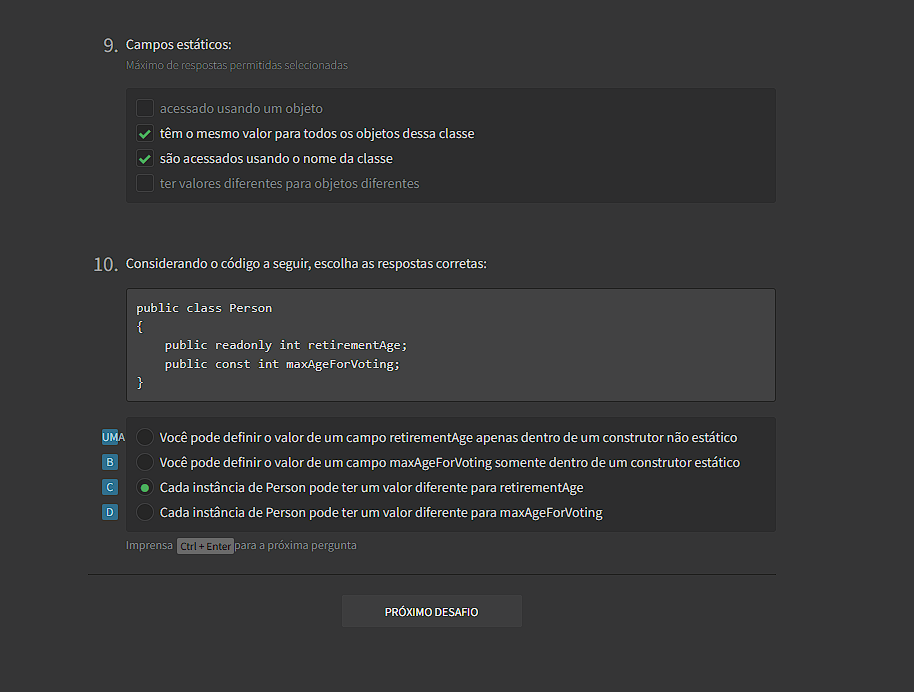 9. Campos estáticos:
Máximo de respostas permitidas selecionadas
acessado usando um objeto
têm o mesmo valor para todos os objetos dessa classe
são acessados usando o nome da classe
ter valores diferentes para objetos diferentes
10. Considerando o código a seguir, escolha as respostas corretas:
public class Person
{
    public readonly int retirementAge;
    public const int maxAgeForVoting;
}
UMA Você pode definir o valor de um campo retirementAge apenas dentro de um construtor não estático
B Você pode definir o valor de um campo maxAgeForVoting somente dentro de um construtor estático
C Cada instância de Person pode ter um valor diferente para retirementAge
D Cada instância de Person pode ter um valor diferente para maxAgeForVoting
Imprensa Ctrl + Enter para a próxima pergunta
PRÓXIMO DESAFIO